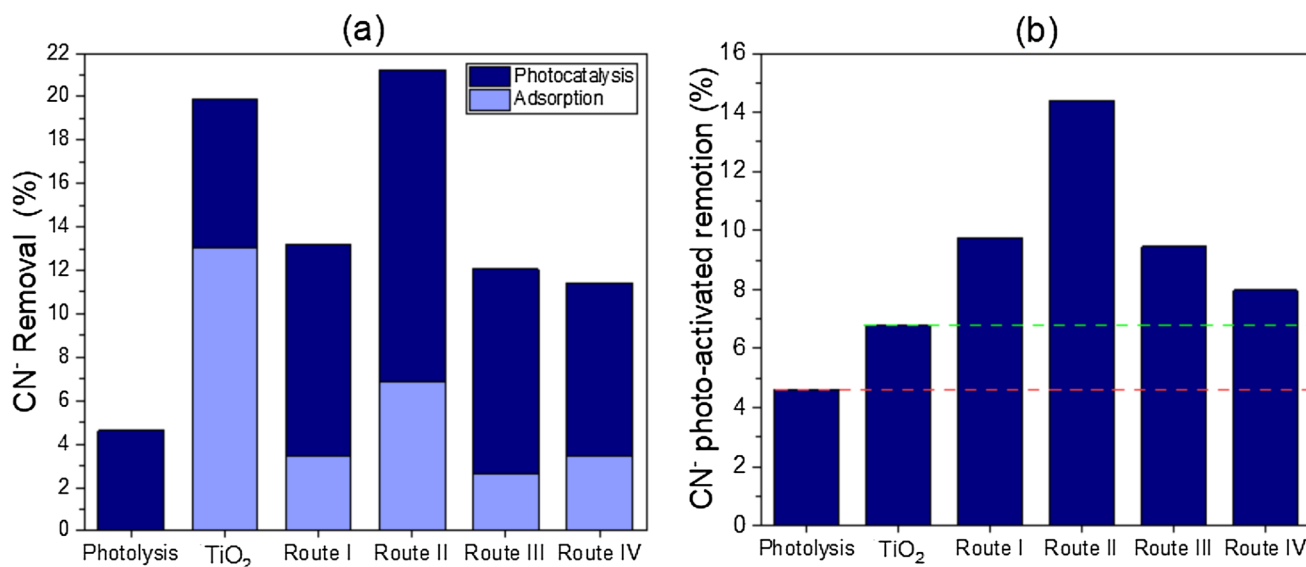 (a)
CN⁻ Removal (%)
22
20
18
16
14
12
10
8
6
4
2
0
Photocatalysis
Adsorption
Photolysis TiO₂ Route I Route II Route III Route IV
(b)
CN⁻ photo-activated remotion (%)
16
14
12
10
8
6
4
2
0
Photolysis TiO₂ Route I Route II Route III Route IV